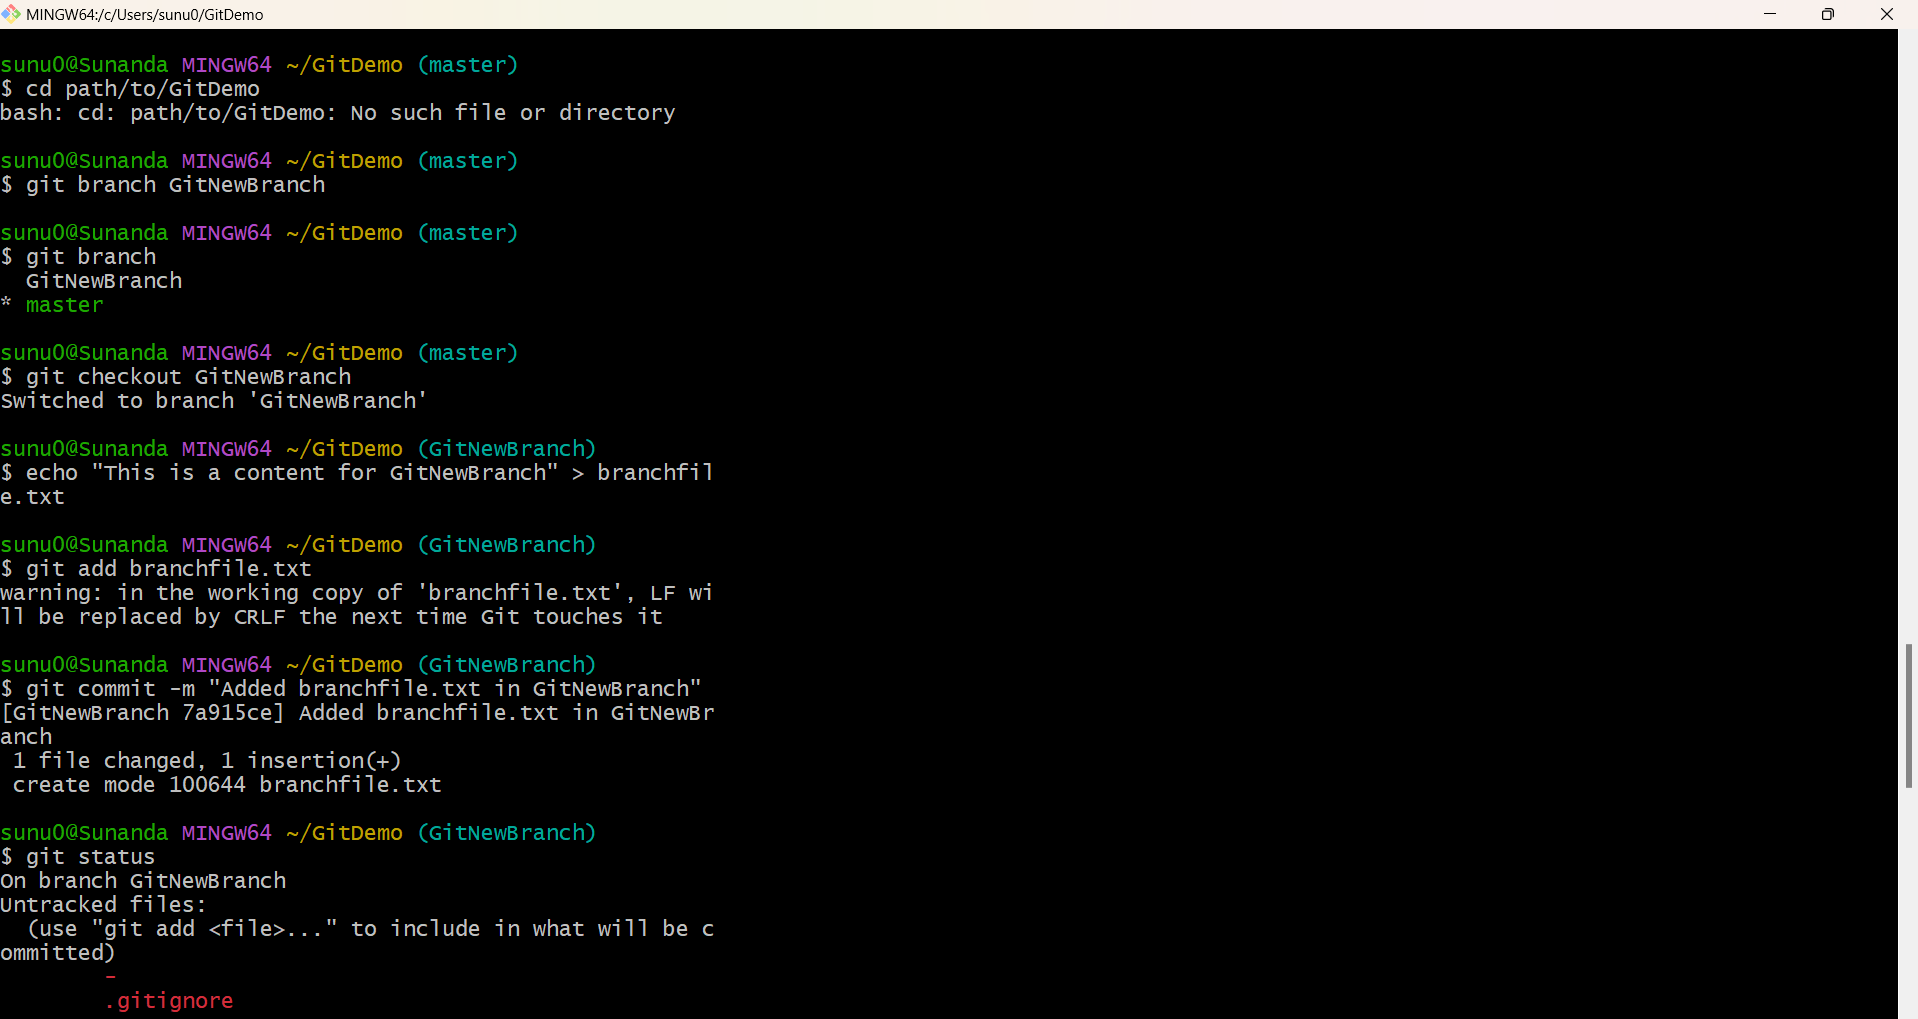 MINGW64:/c/Users/sunu0/GitDemo
sunu0@Sunanda MINGW64 ~/GitDemo (master)
$ cd path/to/GitDemo
bash: cd: path/to/GitDemo: No such file or directory
sunu0@Sunanda MINGW64 ~/GitDemo (master)
$ git branch GitNewBranch
sunu0@Sunanda MINGW64 ~/GitDemo (master)
$ git branch
  GitNewBranch
* master
sunu0@Sunanda MINGW64 ~/GitDemo (master)
$ git checkout GitNewBranch
Switched to branch 'GitNewBranch'
sunu0@Sunanda MINGW64 ~/GitDemo (GitNewBranch)
$ echo "This is a content for GitNewBranch" > branchfil
e.txt
sunu0@Sunanda MINGW64 ~/GitDemo (GitNewBranch)
$ git add branchfile.txt
warning: in the working copy of 'branchfile.txt', LF wi
ll be replaced by CRLF the next time Git touches it
sunu0@Sunanda MINGW64 ~/GitDemo (GitNewBranch)
$ git commit -m "Added branchfile.txt in GitNewBranch"
[GitNewBranch 7a915ce] Added branchfile.txt in GitNewBr
anch
 1 file changed, 1 insertion(+)
 create mode 100644 branchfile.txt
sunu0@Sunanda MINGW64 ~/GitDemo (GitNewBranch)
$ git status
On branch GitNewBranch
Untracked files:
  (use "git add <file>..." to include in what will be c
ommitted)
        -
        .gitignore